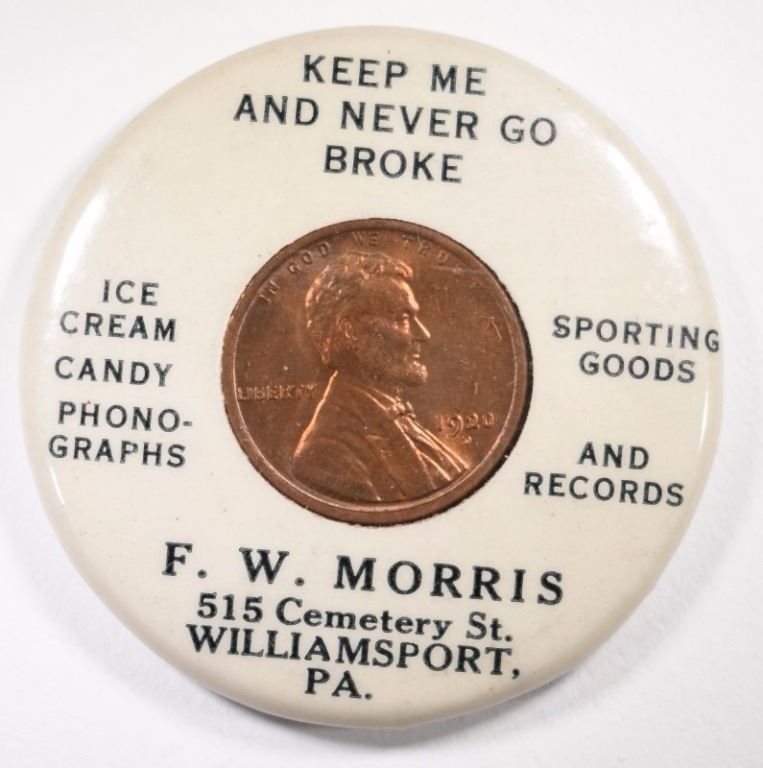 KEEP ME
AND NEVER GO
BROKE
IN GOD WE TRUST
LIBERTY
1920
ICE
CREAM
CANDY
PHONO-
GRAPHS
SPORTING
GOODS
AND
RECORDS
F. W. MORRIS
515 Cemetery St.
WILLIAMSPORT,
PA.